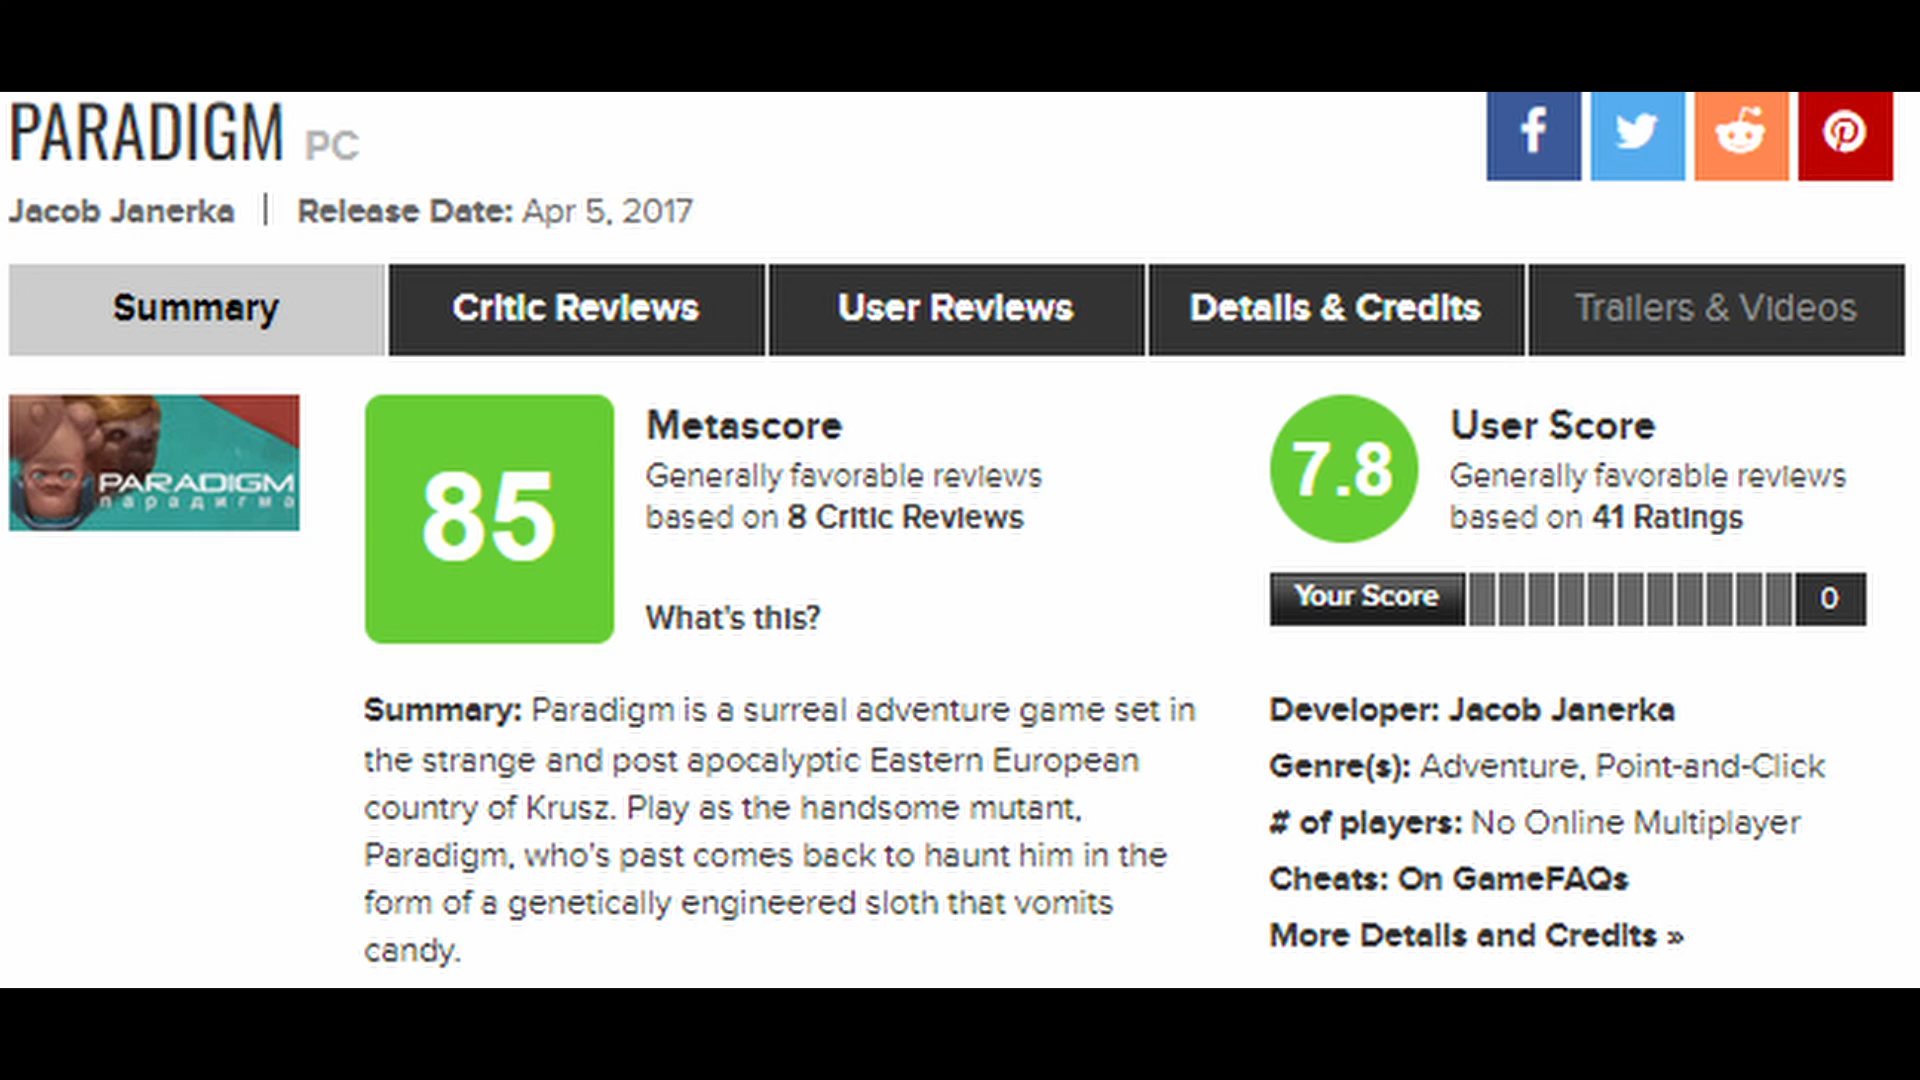 PARADIGM PC
Jacob Janerka | Release Date: Apr 5, 2017
Summary
Critic Reviews
User Reviews
Details & Credits
Trailers & Videos
PARADIGM
парадигма
85
Metascore
Generally favorable reviews
based on 8 Critic Reviews
What's this?
7.8
User Score
Generally favorable reviews
based on 41 Ratings
Your Score
0
Summary: Paradigm is a surreal adventure game set in
the strange and post apocalyptic Eastern European
country of Krusz. Play as the handsome mutant,
Paradigm, who's past comes back to haunt him in the
form of a genetically engineered sloth that vomits
candy.
Developer: Jacob Janerka
Genre(s): Adventure, Point-and-Click
# of players: No Online Multiplayer
Cheats: On GameFAQs
More Details and Credits »